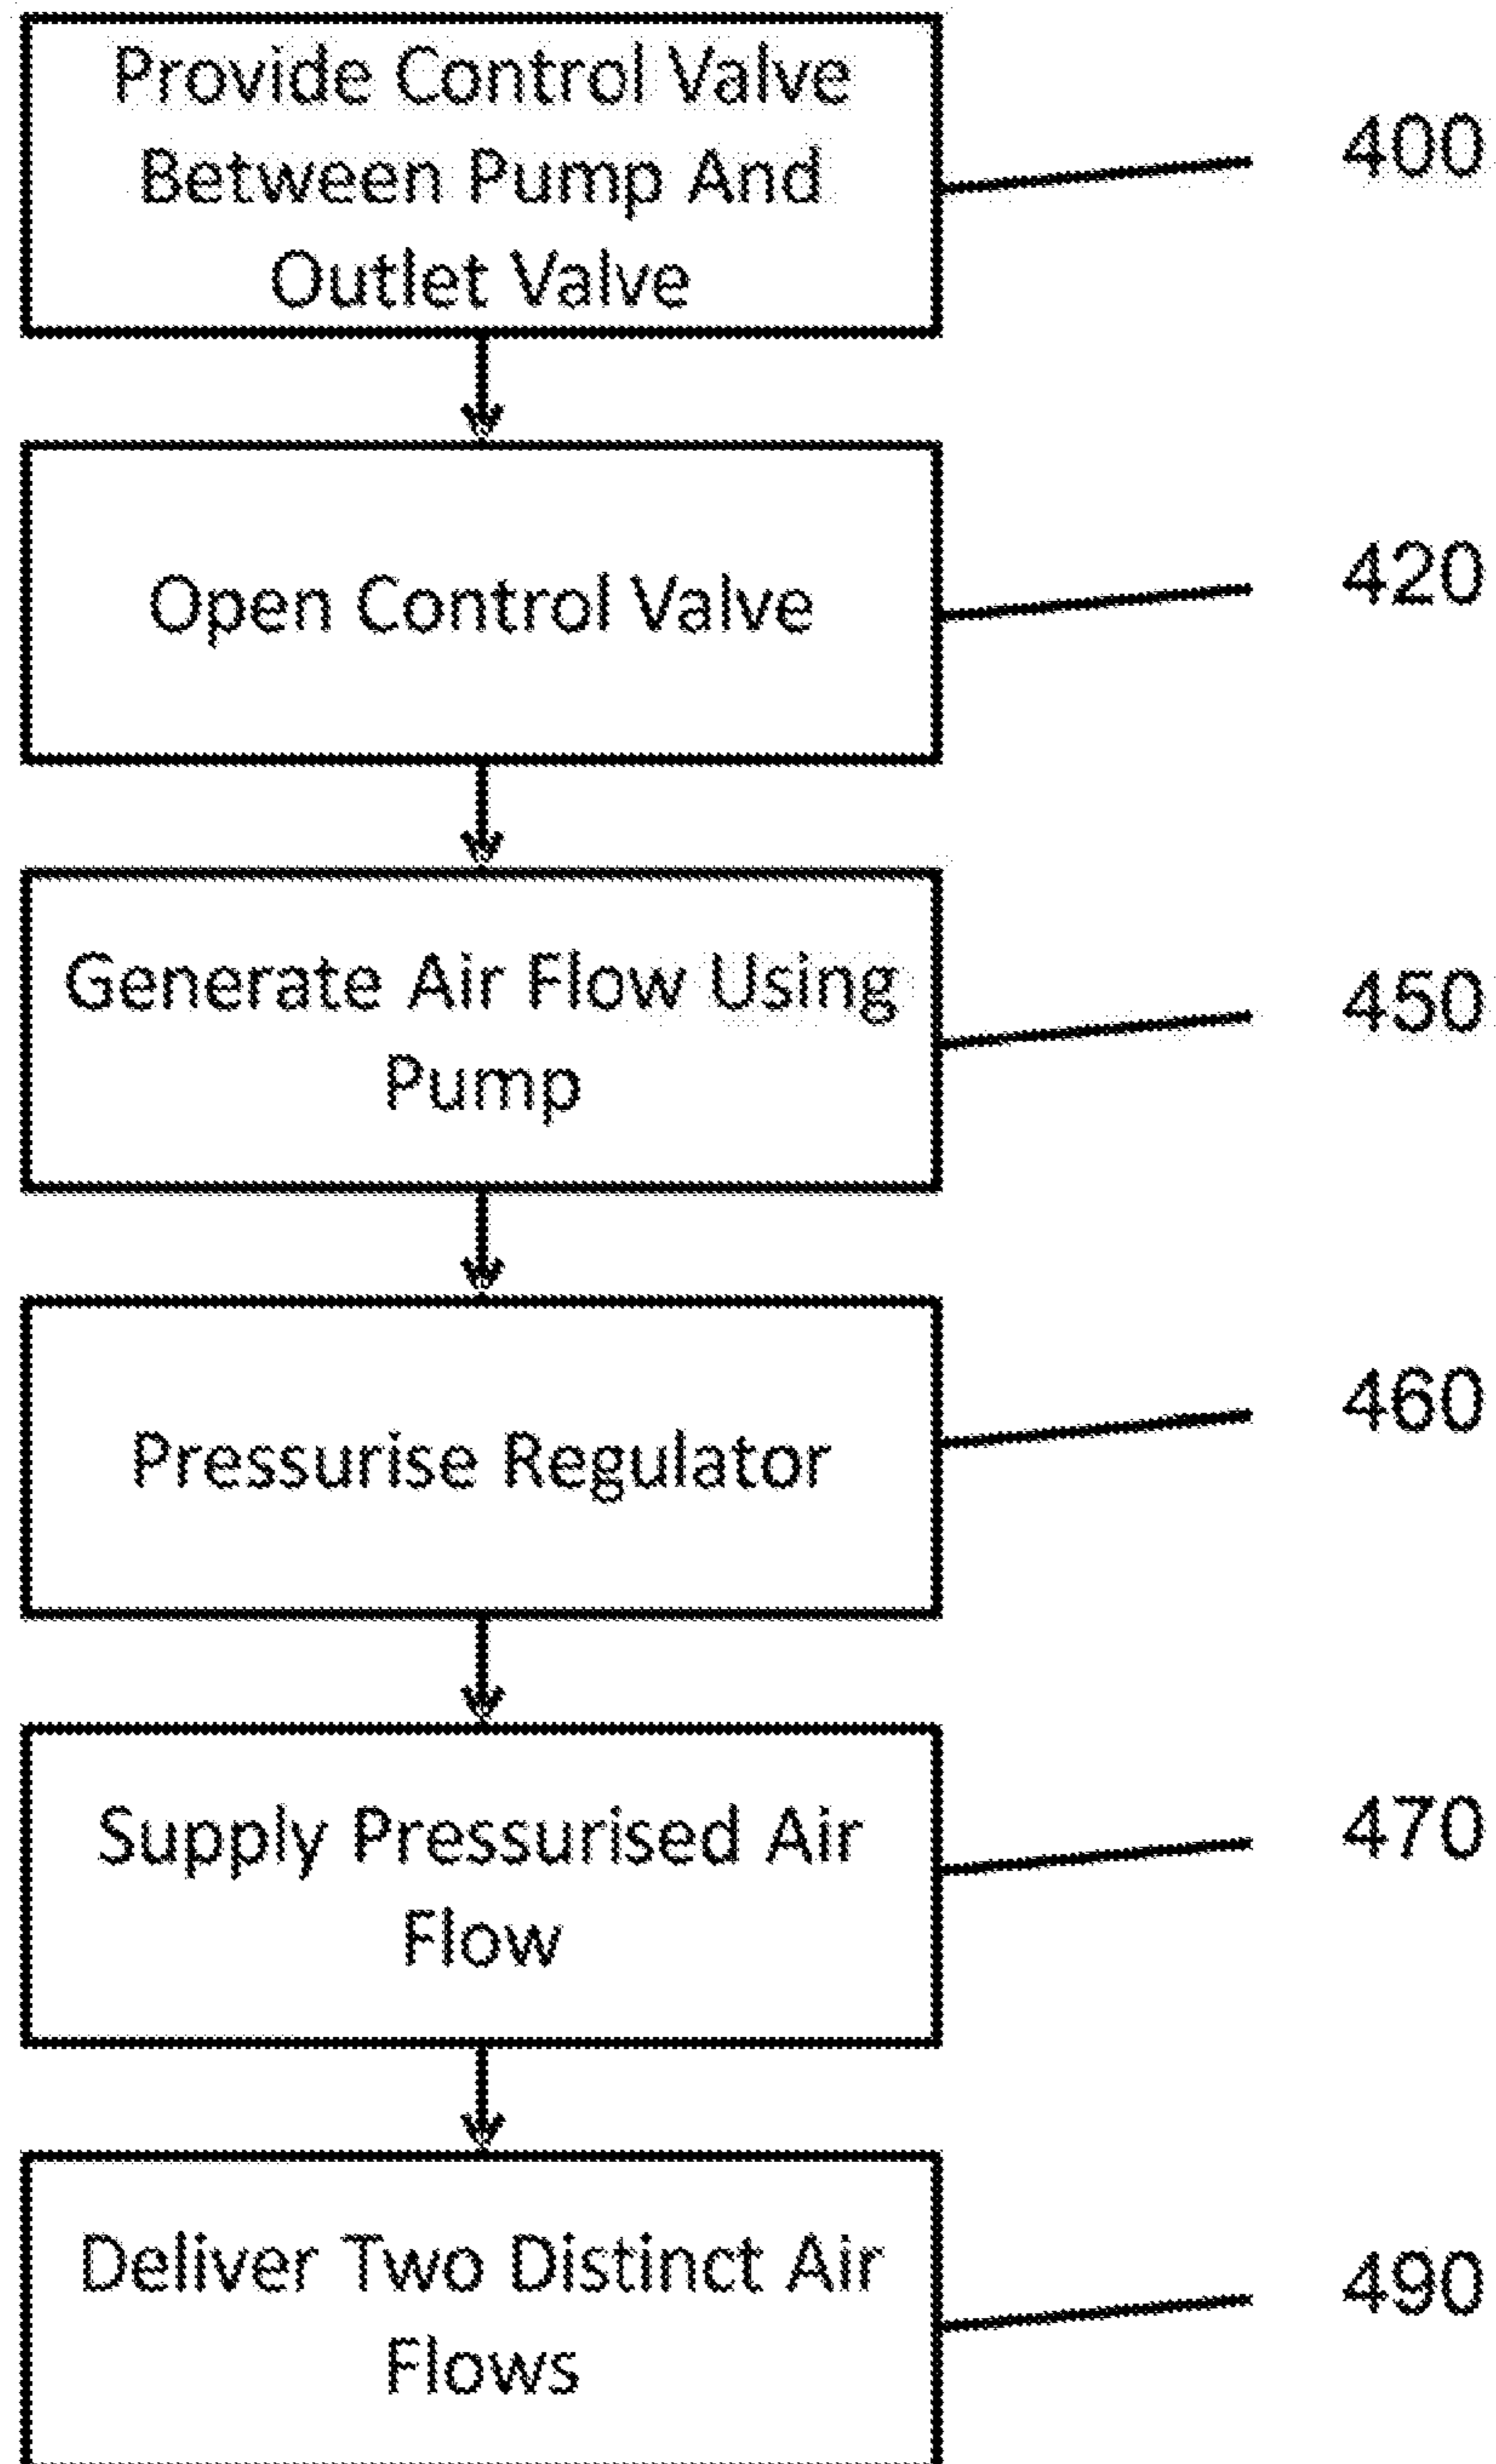 Provide Control Valve
Between Pump And
Outlet Valve
400
Open Control Valve
420
Generate Air Flow Using
Pump
450
Pressurise Regulator
460
Supply Pressurised Air
Flow
470
Deliver Two Distinct Air
Flows
490